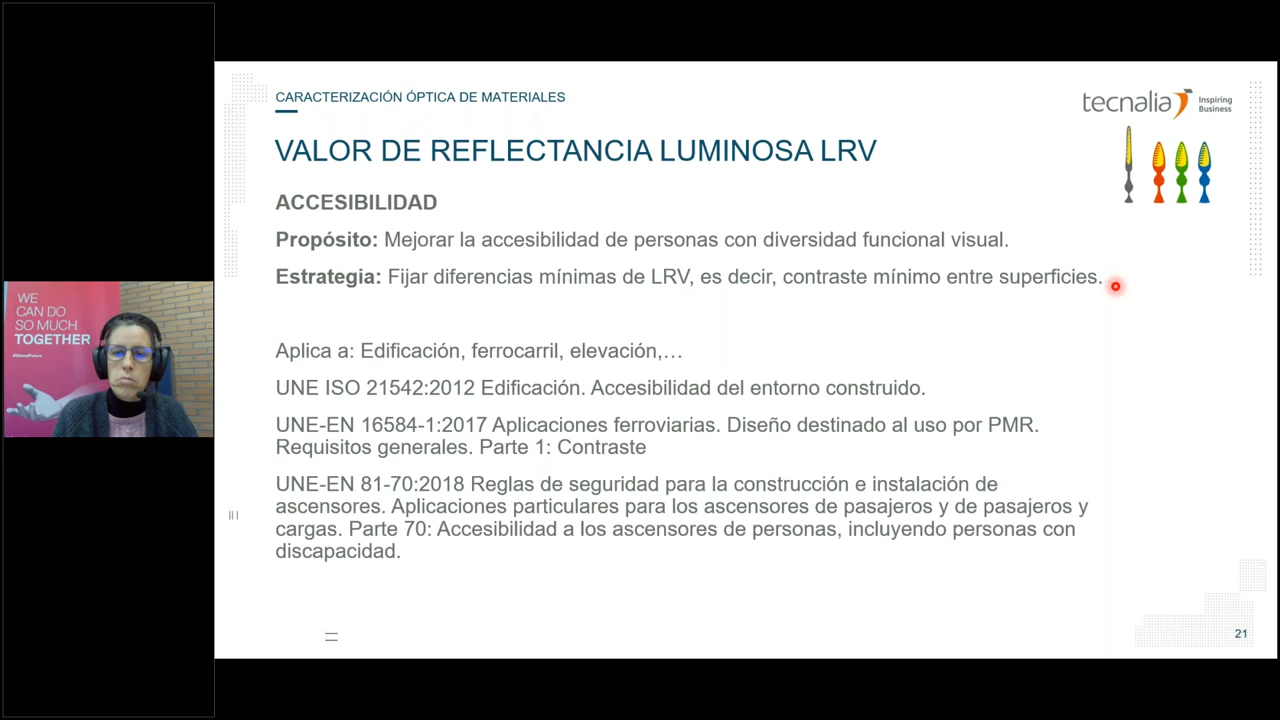 CARACTERIZACIÓN ÓPTICA DE MATERIALES
tecnalia Inspiring
Business
VALOR DE REFLECTANCIA LUMINOSA LRV
ACCESIBILIDAD
Propósito: Mejorar la accesibilidad de personas con diversidad funcional visual.
Estrategia: Fijar diferencias mínimas de LRV, es decir, contraste mínimo entre superficies.
WE
CAN DO
SO MUCH
TOGETHER
#SharedFuture
Aplica a: Edificación, ferrocarril, elevación,…
UNE ISO 21542:2012 Edificación. Accesibilidad del entorno construido.
UNE-EN 16584-1:2017 Aplicaciones ferroviarias. Diseño destinado al uso por PMR.
Requisitos generales. Parte 1: Contraste
UNE-EN 81-70:2018 Reglas de seguridad para la construcción e instalación de
ascensores. Aplicaciones particulares para los ascensores de pasajeros y de pasajeros y
cargas. Parte 70: Accesibilidad a los ascensores de personas, incluyendo personas con
discapacidad.
21